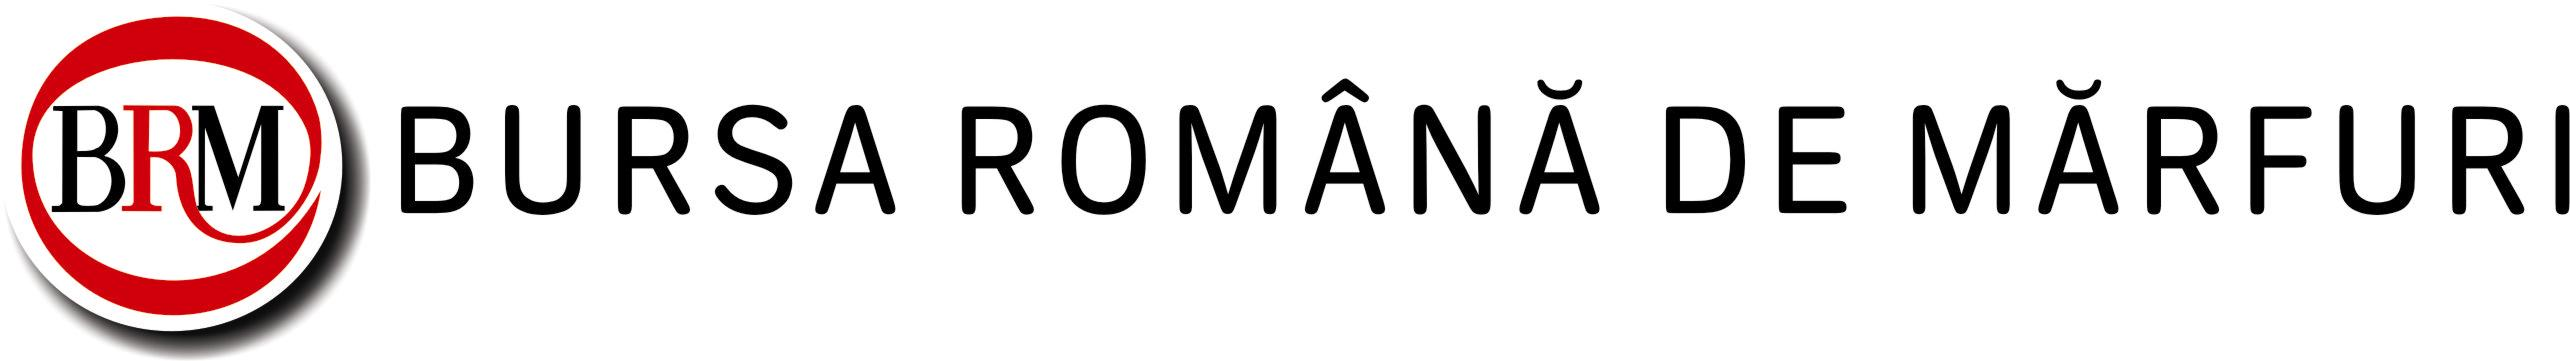 BRM BURSA ROMÂNĂ DE MĂRFURI